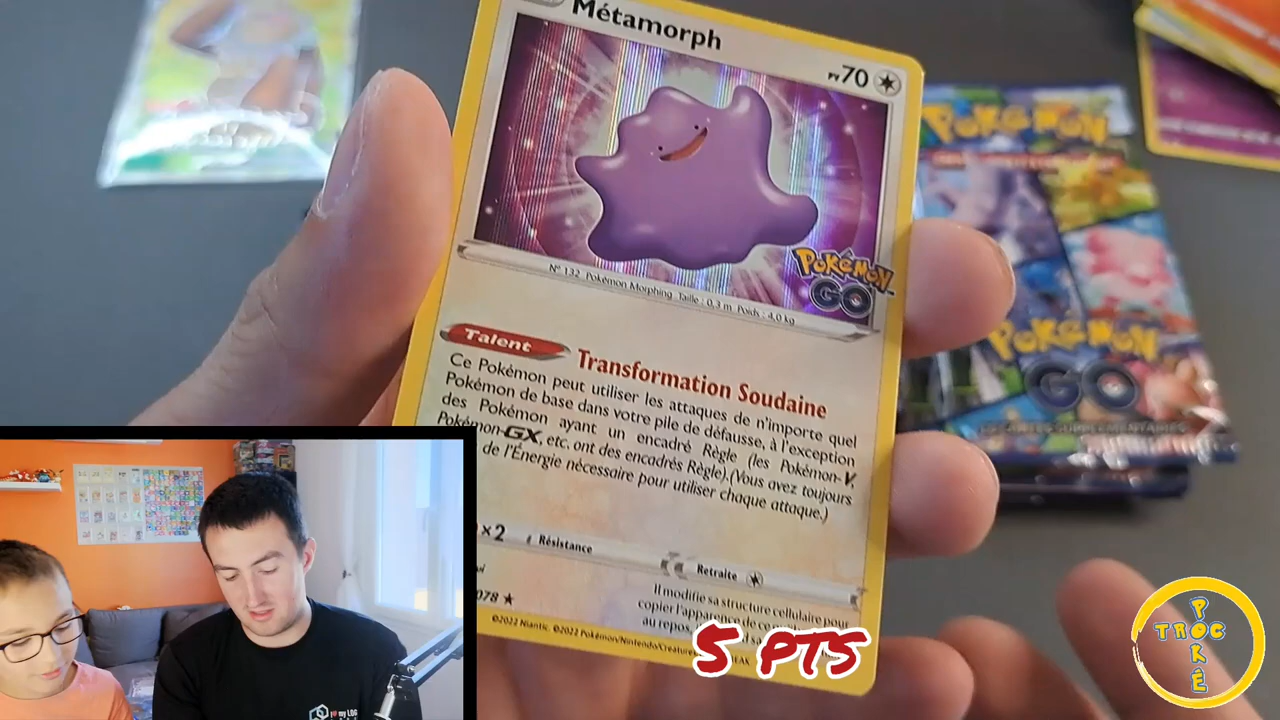 Métamorph
PV70
POKÉMON
GO
N° 132 Pokémon Morphing Taille : 0,3 m Poids : 4,0 kg
Talent Transformation Soudaine
Ce Pokémon peut utiliser les attaques de n'importe quel
Pokémon de base dans votre pile de défausse, à l'exception
des Pokémon ayant un encadré Règle (les Pokémon-V,
Pokémon-GX, etc. ont des encadrés Règle). (Vous avez toujours
de l'Énergie nécessaire pour utiliser chaque attaque.)
×2 Résistance Retraite
078 ★
Il modifie sa structure cellulaire pour
copier l'apparence de
au repos
©2022 Niantic. ©2022 Pokémon/Nintendo/Creatures
5 PTS
POKÉMON
POKÉMON
GO
TROC
POKÉ